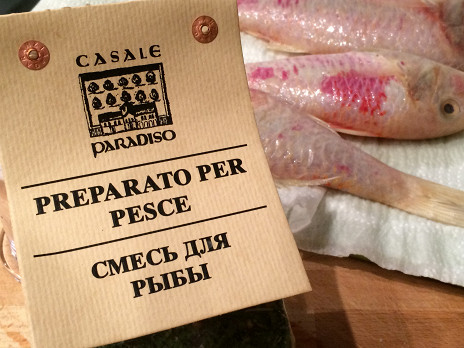 CASALE
PARADISO
PREPARATO PER
PESCE
СМЕСЬ ДЛЯ
РЫБЫ